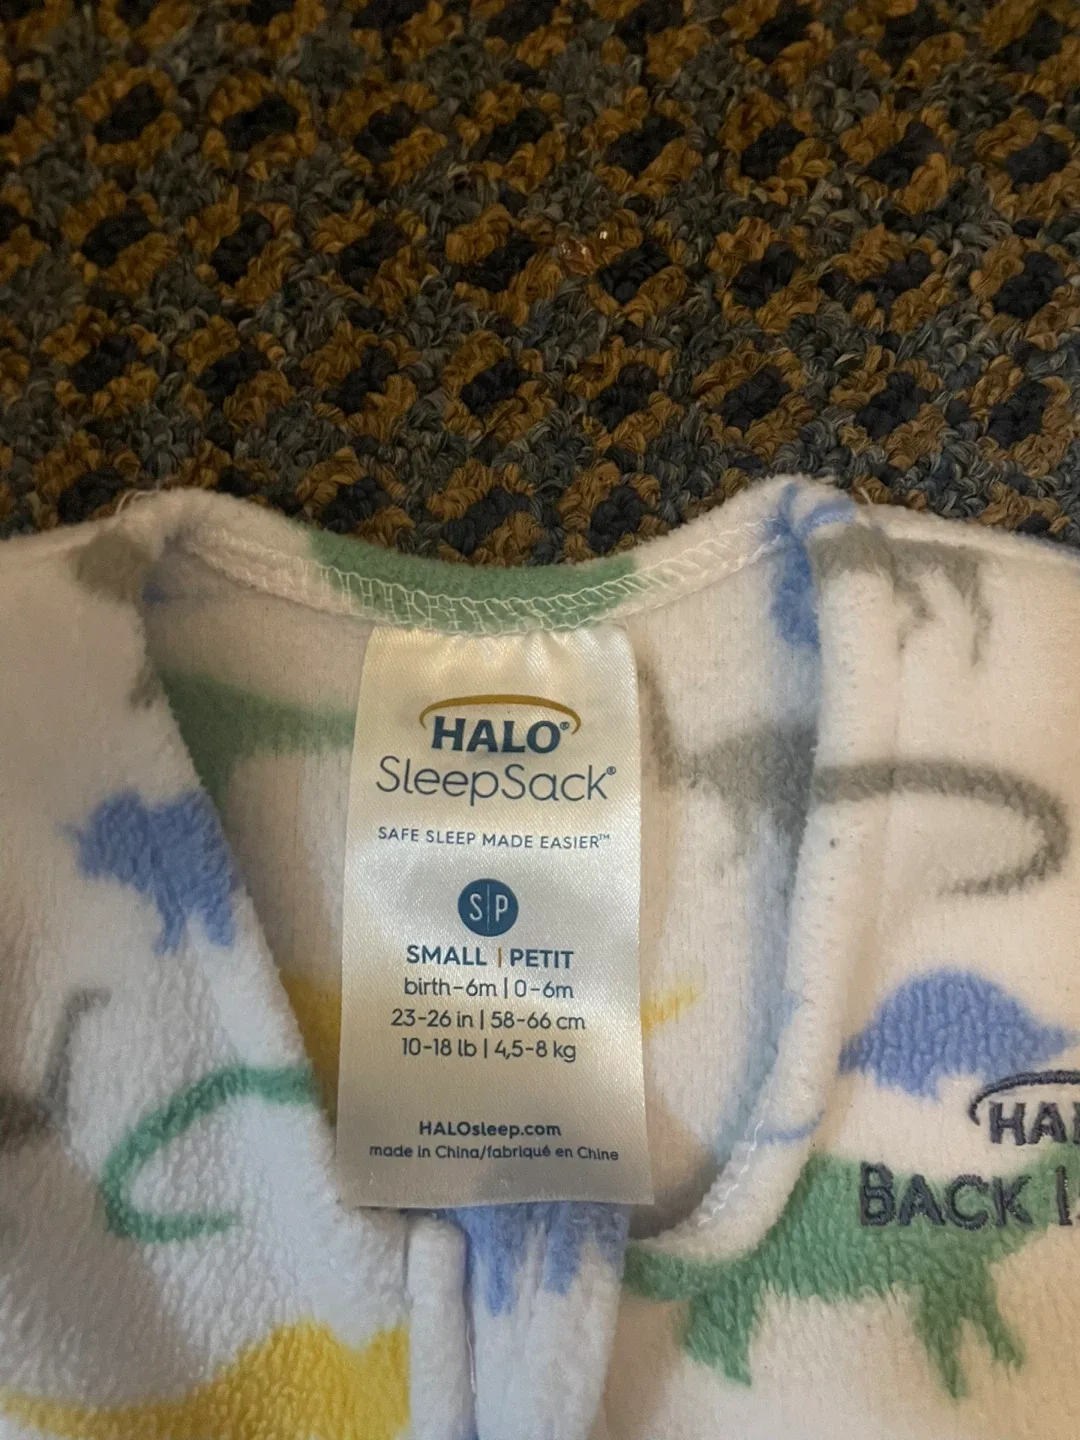 HALO®
SleepSack®
SAFE SLEEP MADE EASIER™
S|P
SMALL | PETIT
birth-6m | 0-6m
23-26 in | 58-66 cm
10-18 lb | 4,5-8 kg
HALOsleep.com
made in China/fabriqué en Chine
BACK